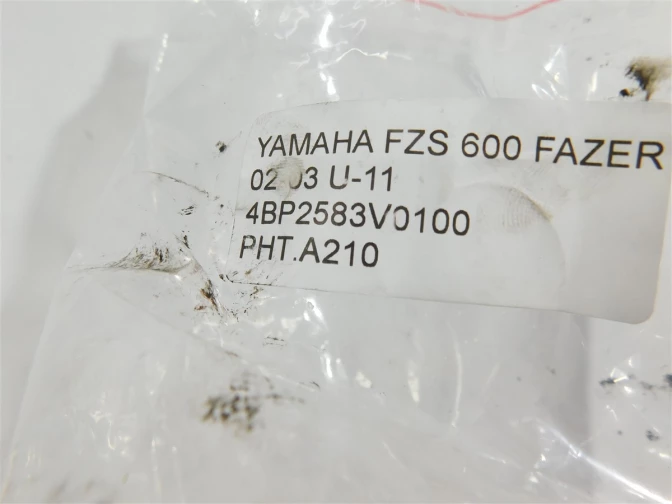 YAMAHA FZS 600 FAZER
02 03 U-11
4BP2583V0100
PHT.A210